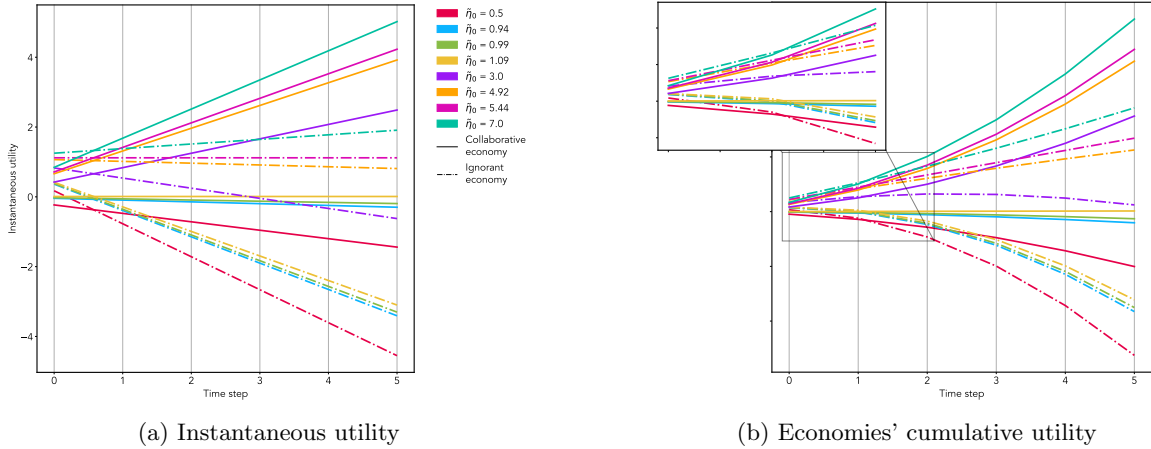 4
2
0
−2
−4
Instantaneous utility
0 1 2 3 4 5
Time step
η̃₀ = 0.5
η̃₀ = 0.94
η̃₀ = 0.99
η̃₀ = 1.09
η̃₀ = 3.0
η̃₀ = 4.92
η̃₀ = 5.44
η̃₀ = 7.0
Collaborative
economy
Ignorant
economy
0 1 2 3 4 5
Time step
(a) Instantaneous utility
(b) Economies' cumulative utility